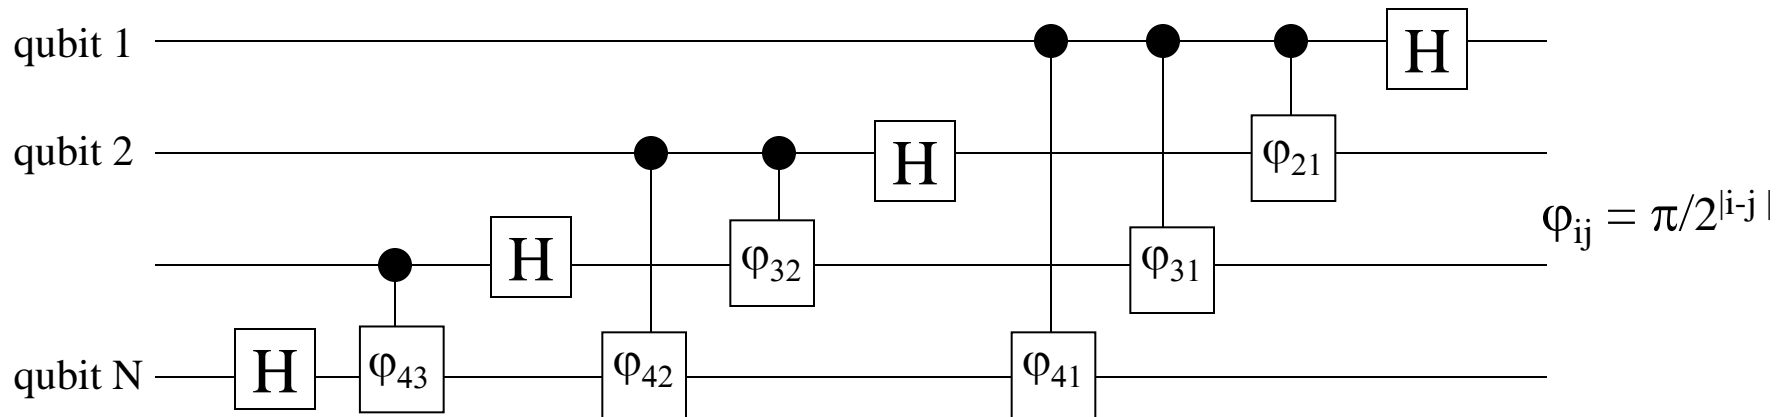 qubit 1
H
qubit 2
H
φ21
φij = π/2|i-j |
H
φ32
φ31
qubit N
H
φ43
φ42
φ41